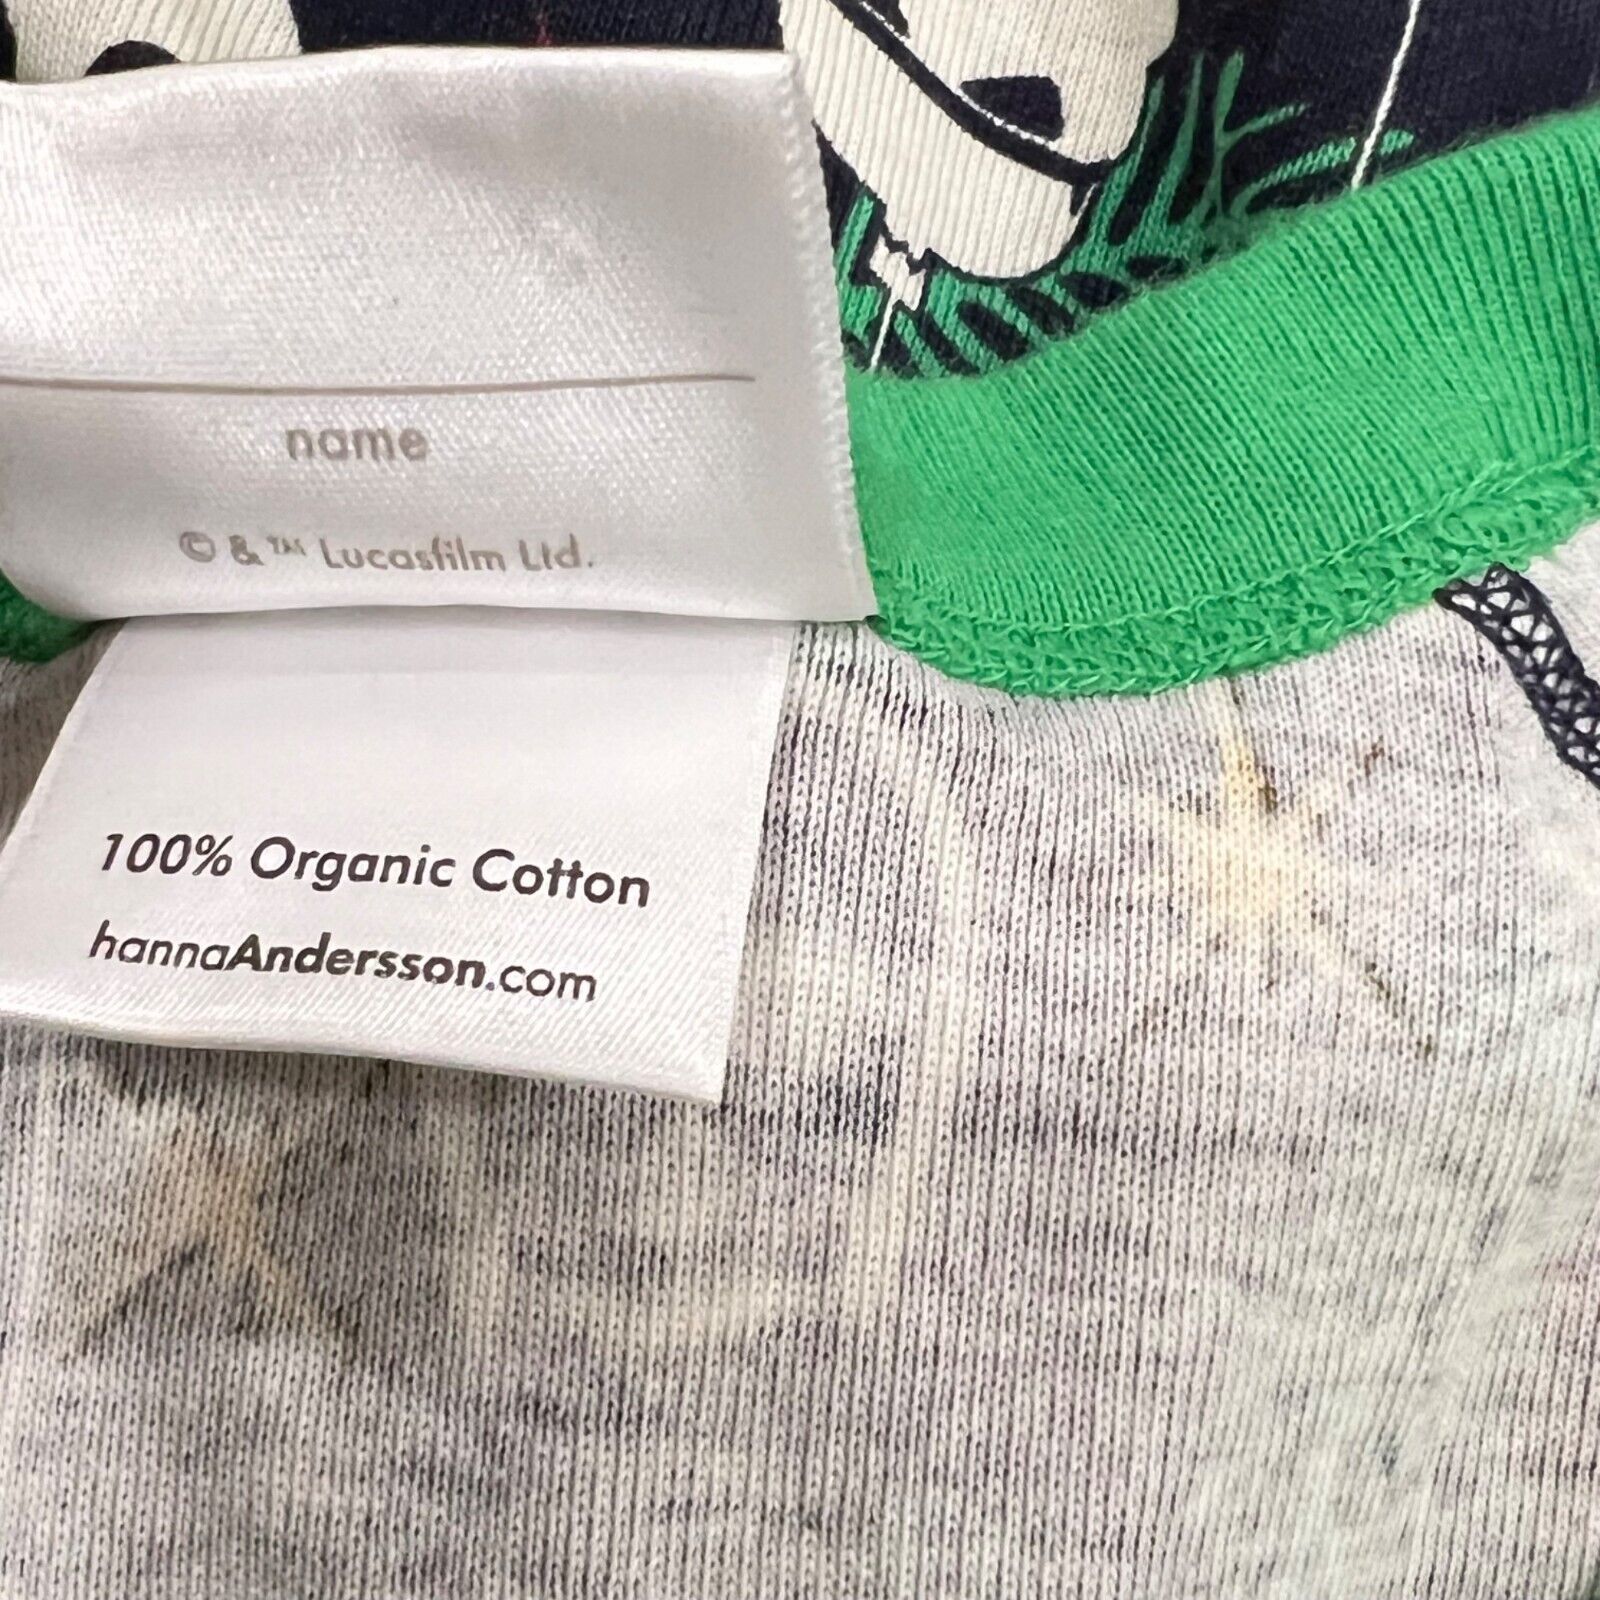 name
© & ™ Lucasfilm Ltd.
100% Organic Cotton
hannaAndersson.com